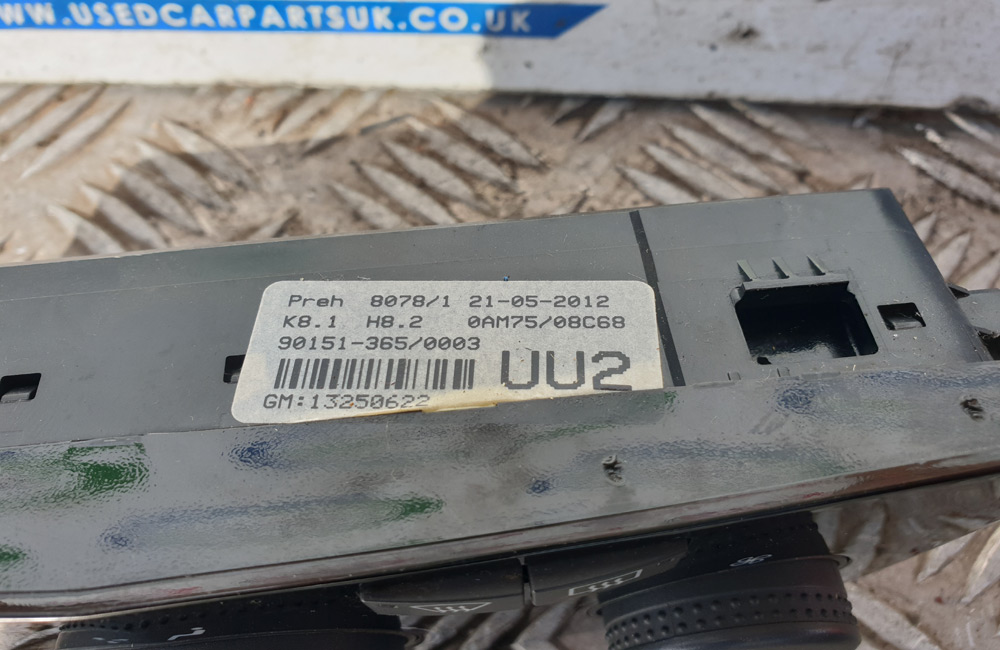 WW.USEDCARPARTSUK.CO.UK
Preh 8078/1 21-05-2012
K8.1 H8.2 0AM75/08C68
90151-365/0003
UU2
GM:13250622